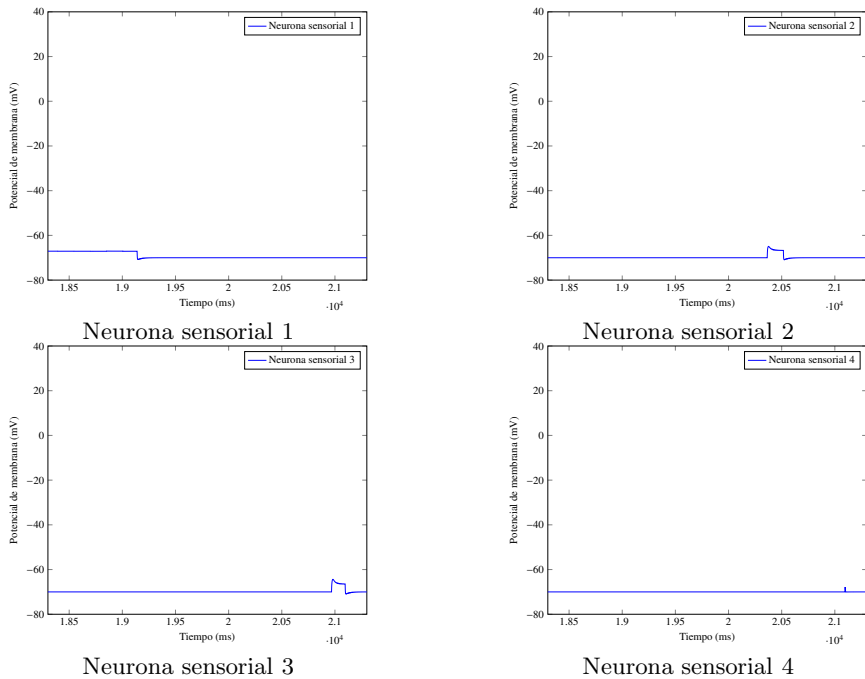 40
20
0
−20
−40
−60
−80
Potencial de membrana (mV)
Neurona sensorial 1
1.85 1.9 1.95 2 2.05 2.1
Tiempo (ms)
·10⁴
Neurona sensorial 1
40
20
0
−20
−40
−60
−80
Potencial de membrana (mV)
Neurona sensorial 2
1.85 1.9 1.95 2 2.05 2.1
Tiempo (ms)
·10⁴
Neurona sensorial 2
40
20
0
−20
−40
−60
−80
Potencial de membrana (mV)
Neurona sensorial 3
1.85 1.9 1.95 2 2.05 2.1
Tiempo (ms)
·10⁴
Neurona sensorial 3
40
20
0
−20
−40
−60
−80
Potencial de membrana (mV)
Neurona sensorial 4
1.85 1.9 1.95 2 2.05 2.1
Tiempo (ms)
·10⁴
Neurona sensorial 4